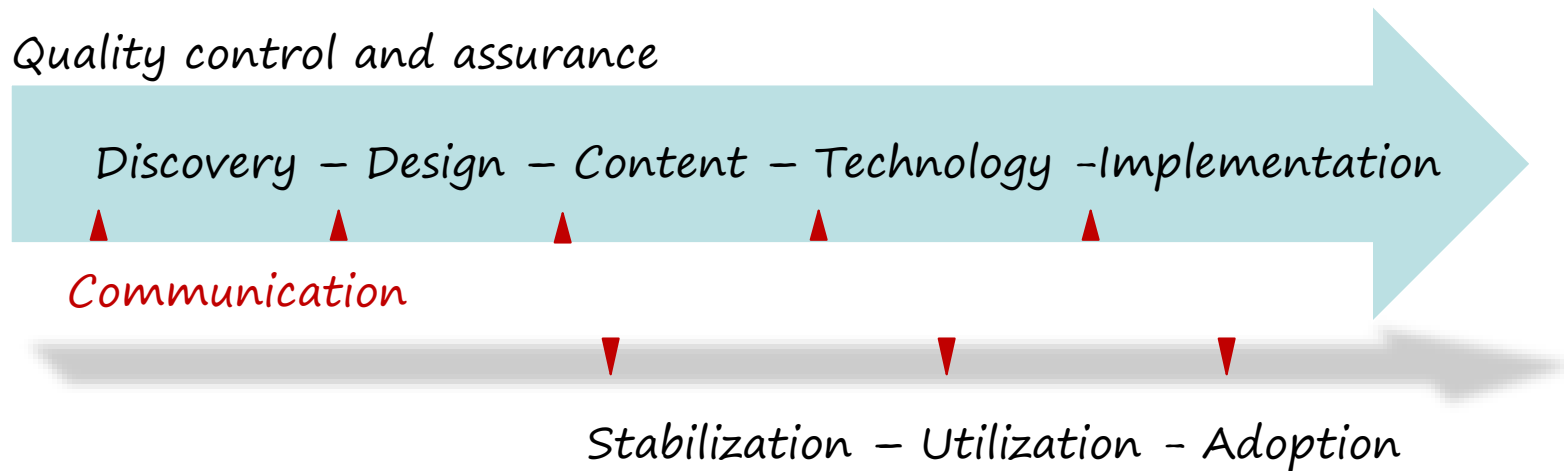 Quality control and assurance
Discovery – Design – Content – Technology -Implementation
Communication
Stabilization – Utilization - Adoption